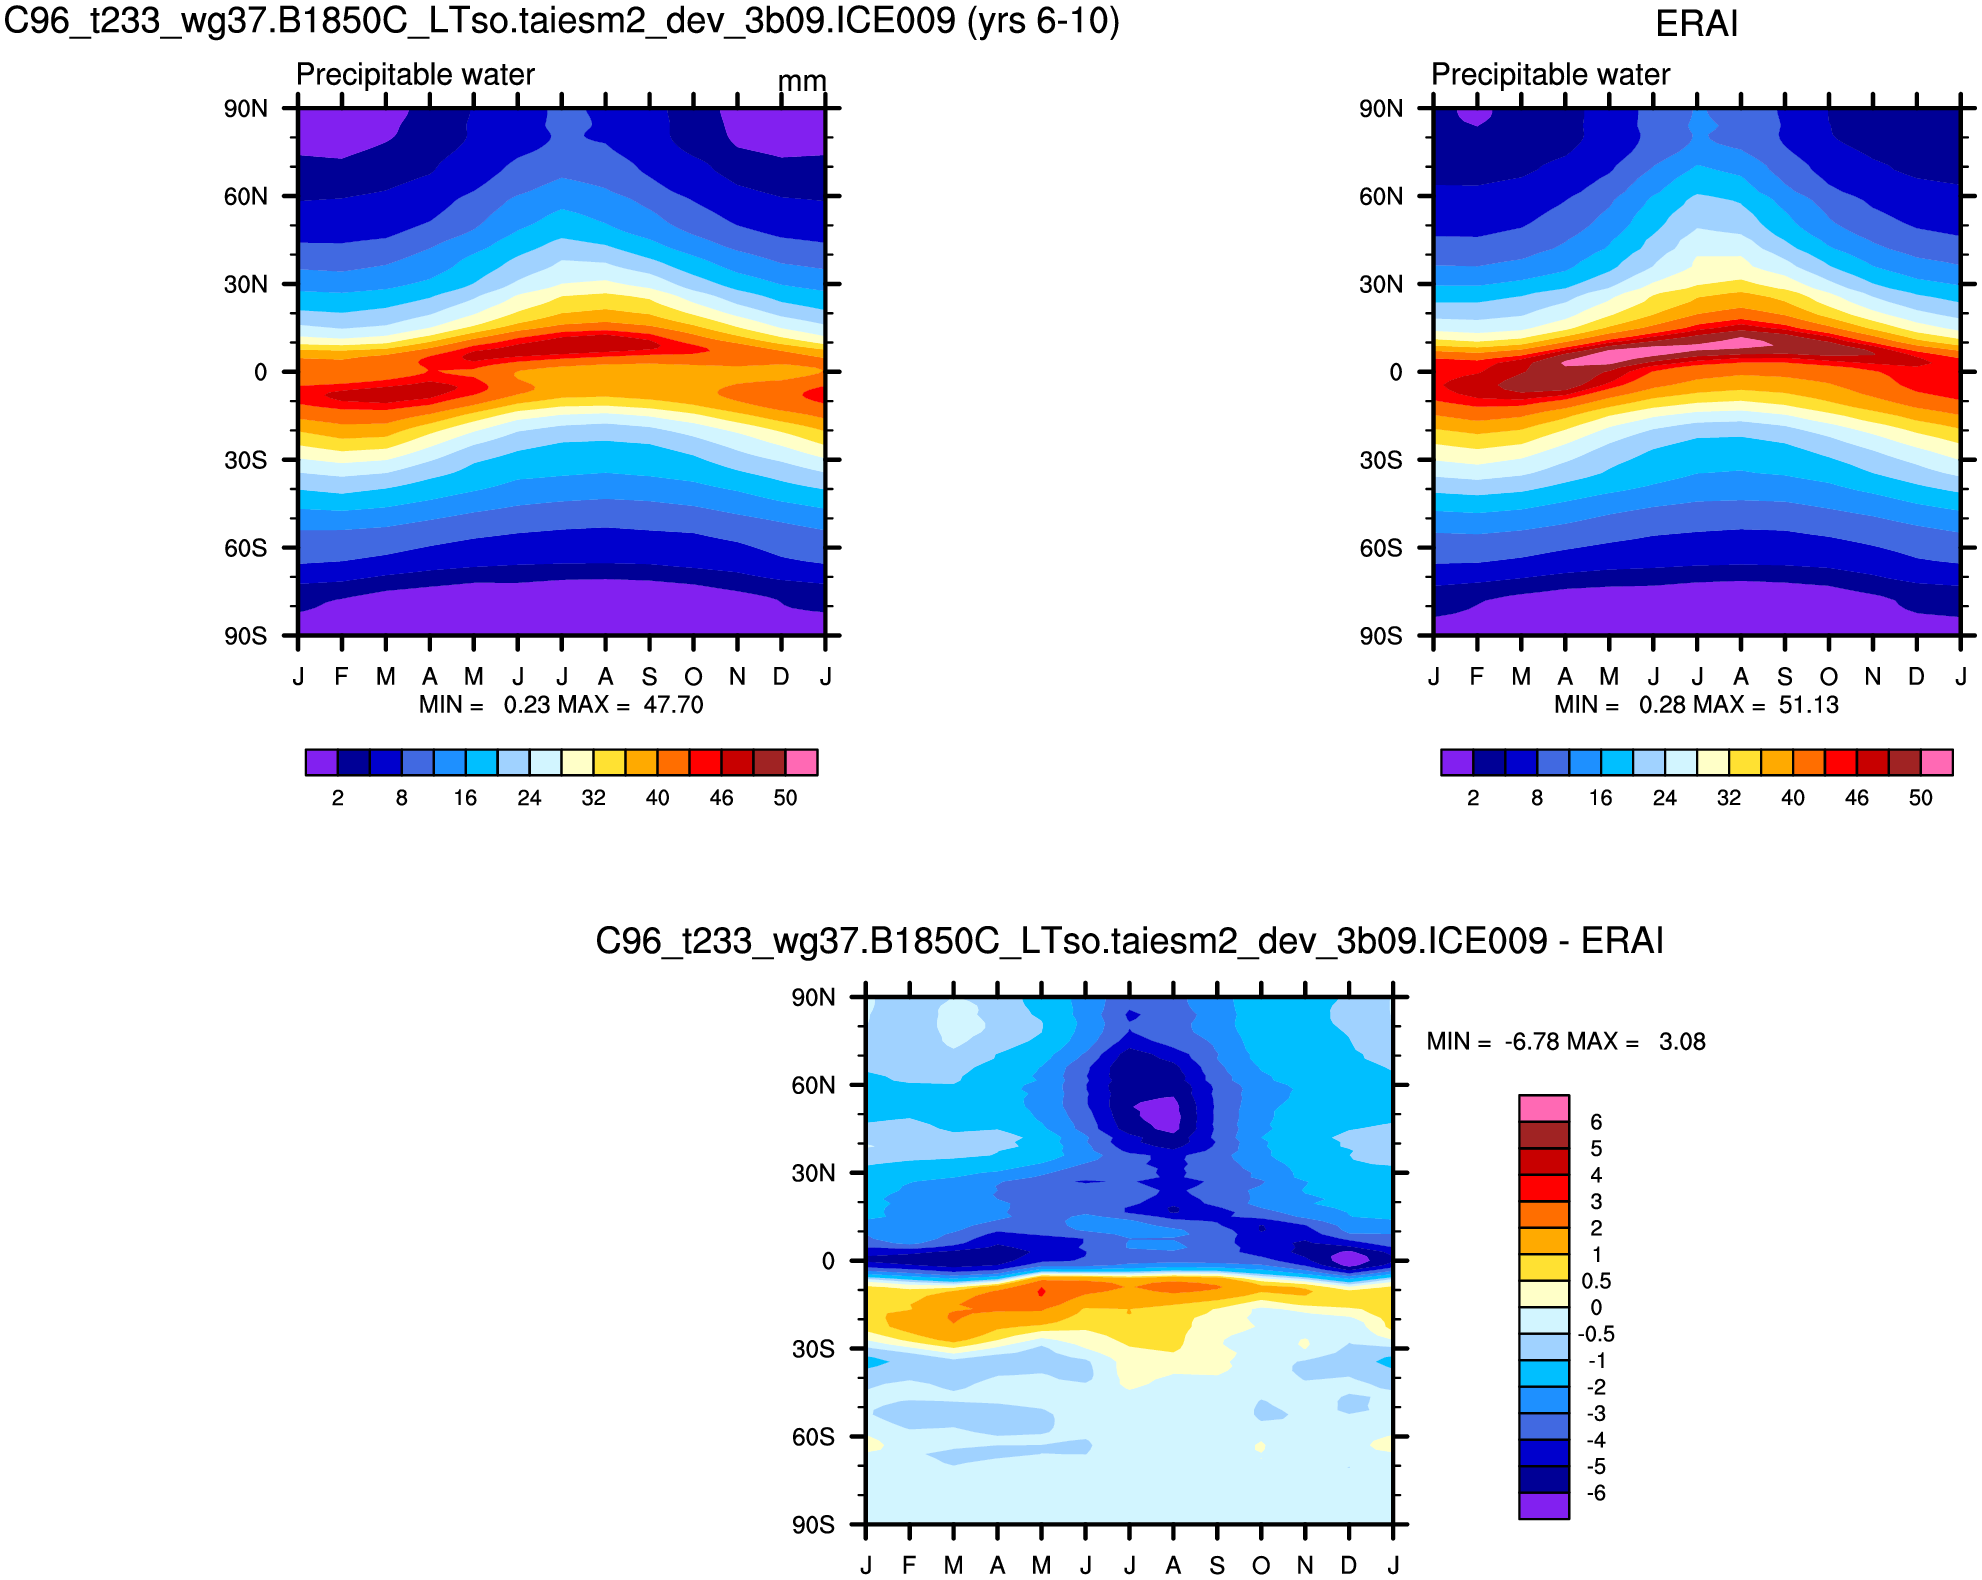 C96_t233_wg37.B1850C_LTso.taiesm2_dev_3b09.ICE009 (yrs 6-10)
ERAI
Precipitable water mm
Precipitable water
90N
60N
30N
0
30S
60S
90S
J F M A M J J A S O N D J
MIN = 0.23 MAX = 47.70
2 8 16 24 32 40 46 50
90N
60N
30N
0
30S
60S
90S
J F M A M J J A S O N D J
MIN = 0.28 MAX = 51.13
2 8 16 24 32 40 46 50
C96_t233_wg37.B1850C_LTso.taiesm2_dev_3b09.ICE009 - ERAI
90N
60N
30N
0
30S
60S
90S
J F M A M J J A S O N D J
MIN = -6.78 MAX = 3.08
6
5
4
3
2
1
0.5
0
-0.5
-1
-2
-3
-4
-5
-6